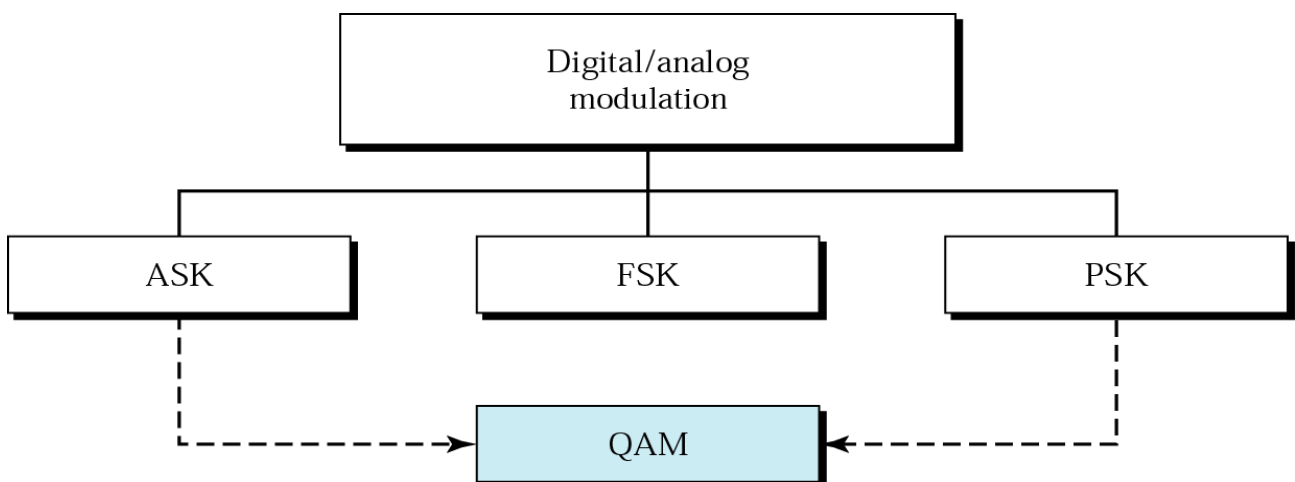 Digital/analog
modulation
ASK
FSK
PSK
QAM